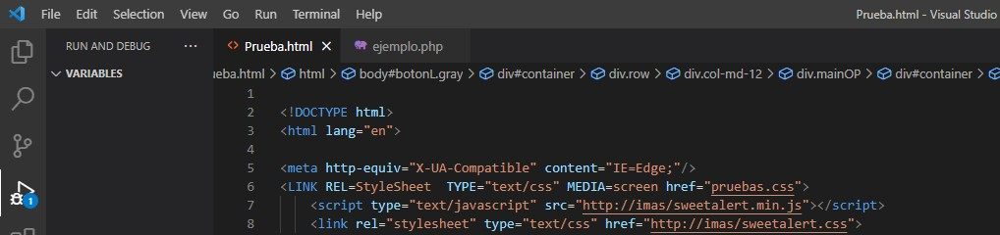 File Edit Selection View Go Run Terminal Help Prueba.html - Visual Studio
RUN AND DEBUG ... Prueba.html ejemplo.php
VARIABLES
ueba.html > html > body#botonL.gray > div#container > div.row > div.col-md-12 > div.mainOP > div#container >
1
2 <!DOCTYPE html>
3 <html lang="en">
4
5 <meta http-equiv="X-UA-Compatible" content="IE=Edge;"/>
6 <LINK REL=StyleSheet  TYPE="text/css" MEDIA=screen href="pruebas.css">
7 <script type="text/javascript" src="http://imas/sweetalert.min.js"></script>
8 <link rel="stylesheet" type="text/css" href="http://imas/sweetalert.css">
1